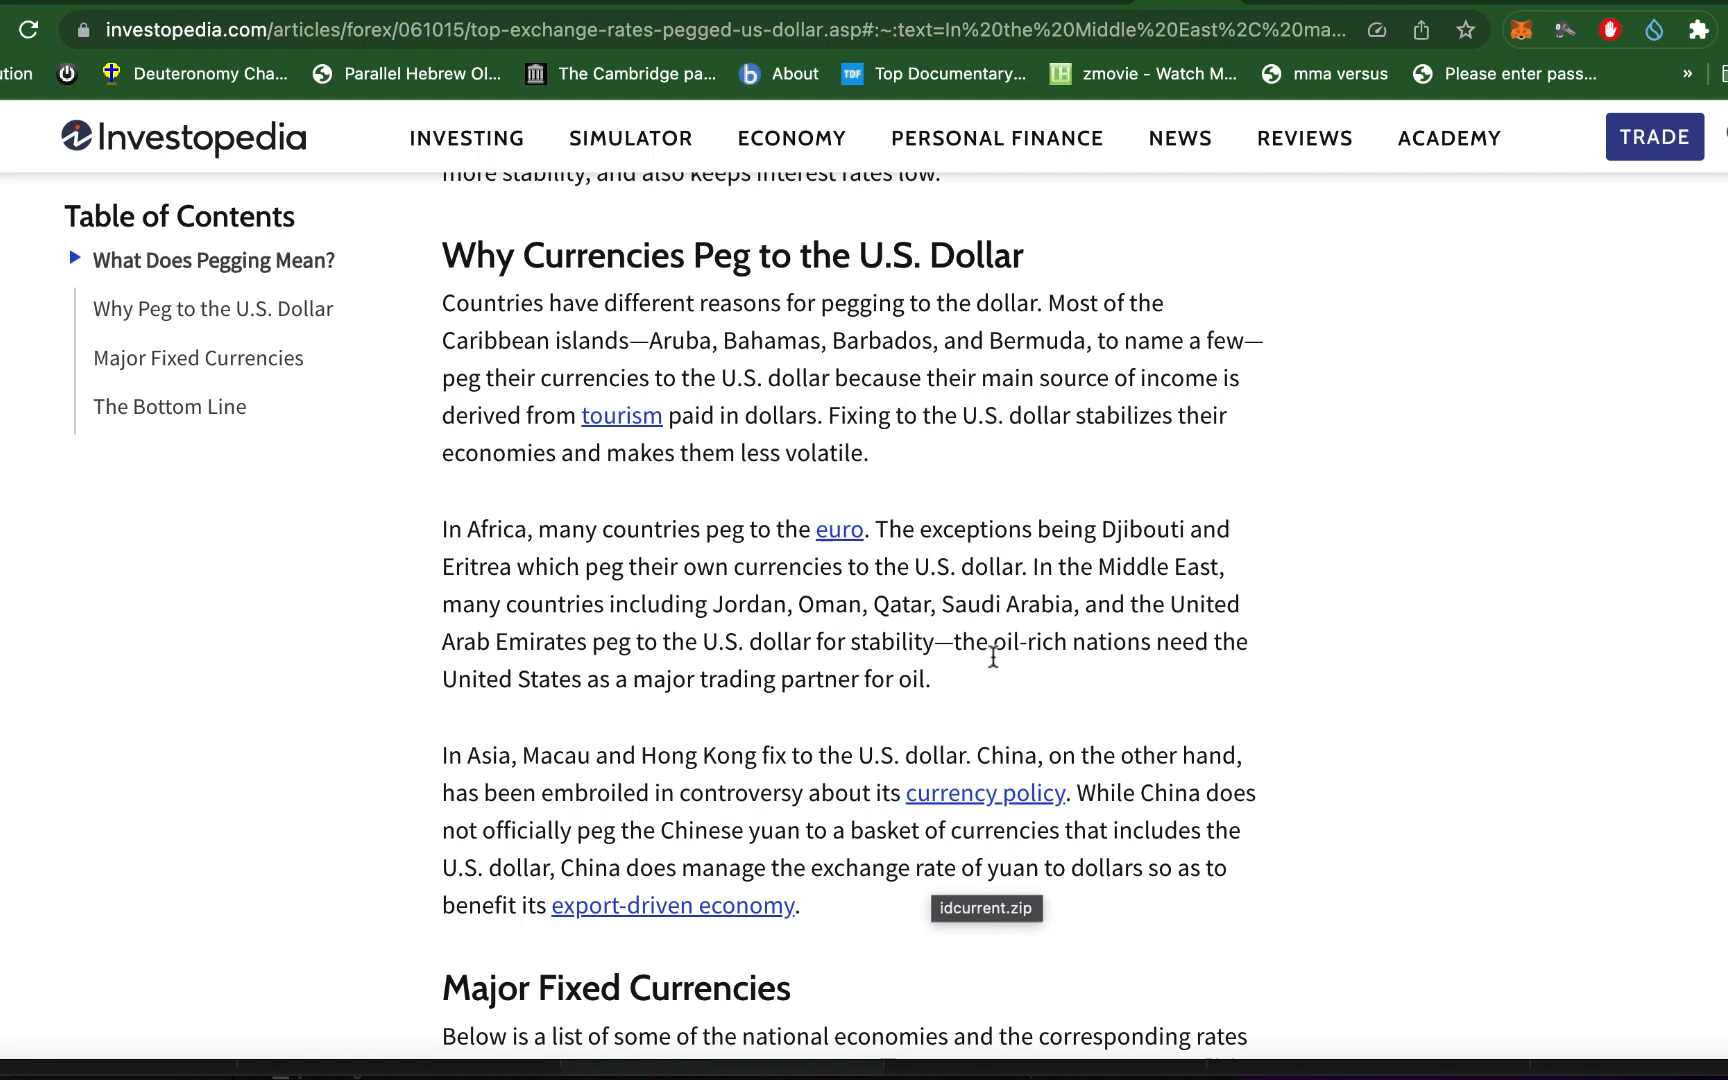 investopedia.com/articles/forex/061015/top-exchange-rates-pegged-us-dollar.asp#:~:text=In%20the%20Middle%20East%2C%20ma...
ution Deuteronomy Cha... Parallel Hebrew Ol... The Cambridge pa... b About TDF Top Documentary... LH zmovie - Watch M... mma versus Please enter pass... »
Investopedia INVESTING SIMULATOR ECONOMY PERSONAL FINANCE NEWS REVIEWS ACADEMY TRADE
more stability, and also keeps interest rates low.
Table of Contents
What Does Pegging Mean?
Why Peg to the U.S. Dollar
Major Fixed Currencies
The Bottom Line
Why Currencies Peg to the U.S. Dollar
Countries have different reasons for pegging to the dollar. Most of the
Caribbean islands—Aruba, Bahamas, Barbados, and Bermuda, to name a few—
peg their currencies to the U.S. dollar because their main source of income is
derived from tourism paid in dollars. Fixing to the U.S. dollar stabilizes their
economies and makes them less volatile.
In Africa, many countries peg to the euro. The exceptions being Djibouti and
Eritrea which peg their own currencies to the U.S. dollar. In the Middle East,
many countries including Jordan, Oman, Qatar, Saudi Arabia, and the United
Arab Emirates peg to the U.S. dollar for stability—the oil-rich nations need the
United States as a major trading partner for oil.
In Asia, Macau and Hong Kong fix to the U.S. dollar. China, on the other hand,
has been embroiled in controversy about its currency policy. While China does
not officially peg the Chinese yuan to a basket of currencies that includes the
U.S. dollar, China does manage the exchange rate of yuan to dollars so as to
benefit its export-driven economy.
idcurrent.zip
Major Fixed Currencies
Below is a list of some of the national economies and the corresponding rates